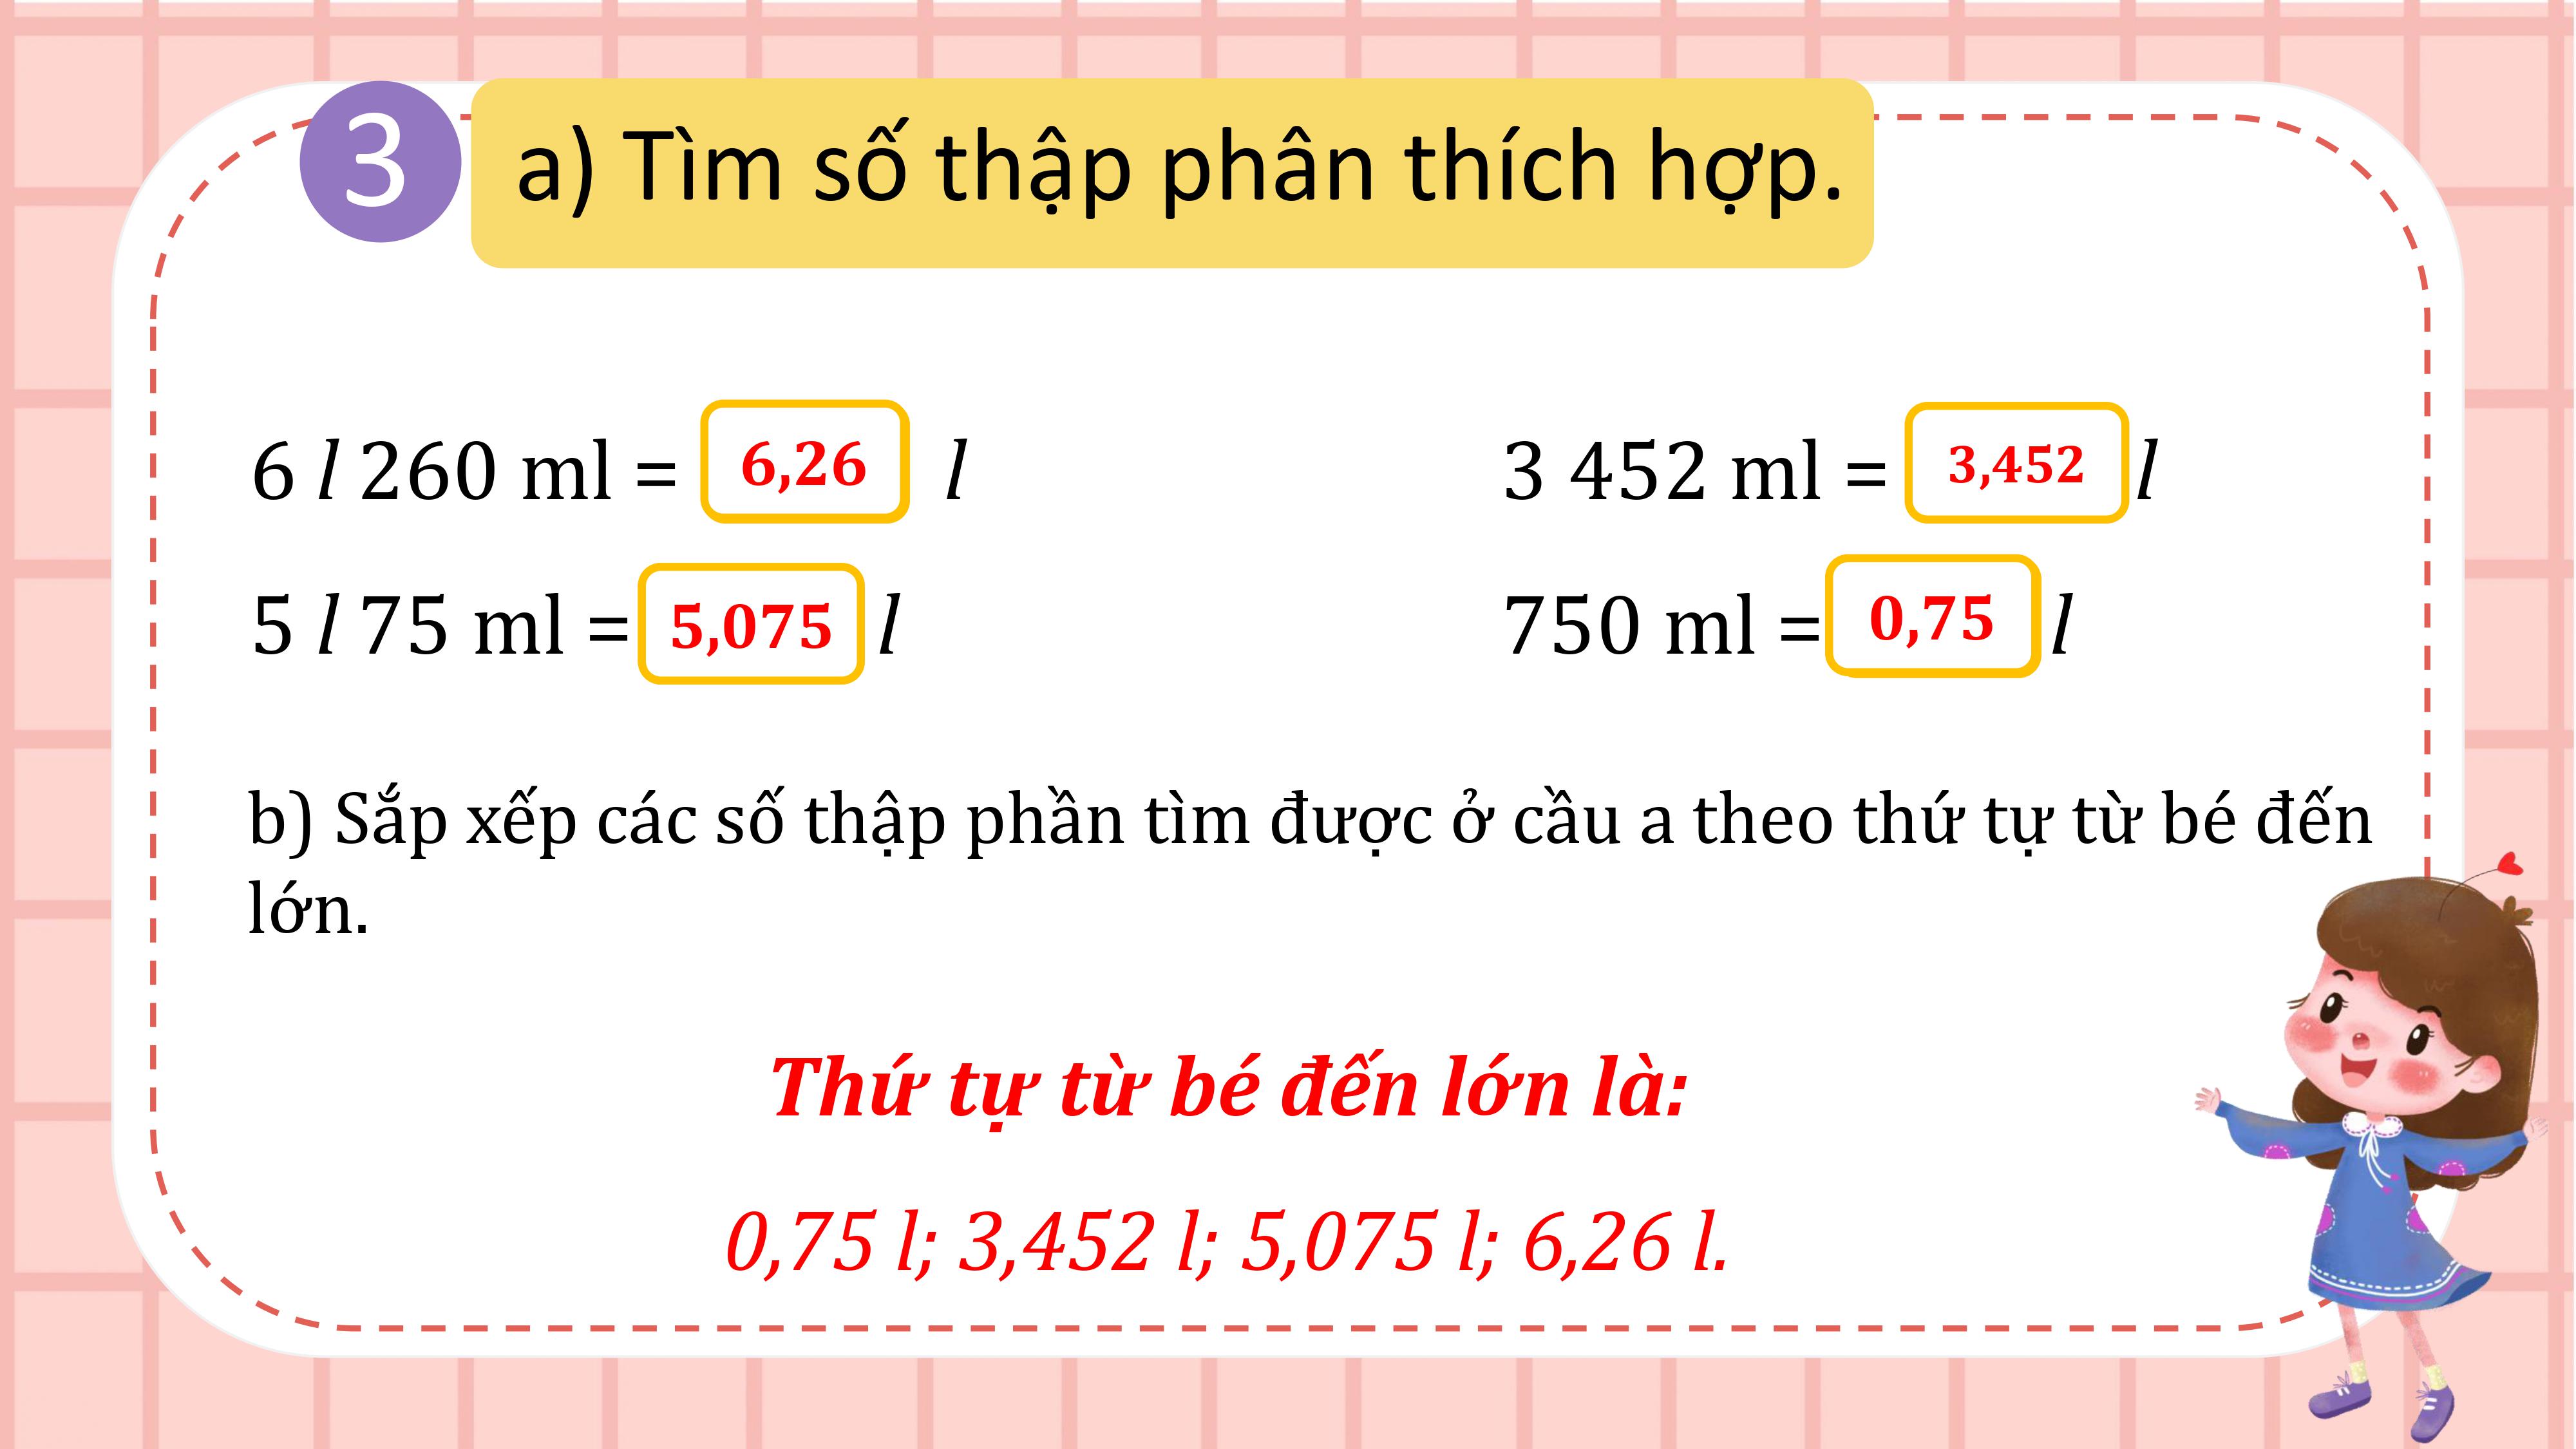 3
a) Tìm số thập phân thích hợp.
6 l 260 ml = 6,26 l
3 452 ml = 3,452 l
5 l 75 ml = 5,075 l
750 ml = 0,75 l
b) Sắp xếp các số thập phần tìm được ở cầu a theo thứ tự từ bé đến
lớn.
Thứ tự từ bé đến lớn là:
0,75 l; 3,452 l; 5,075 l; 6,26 l.